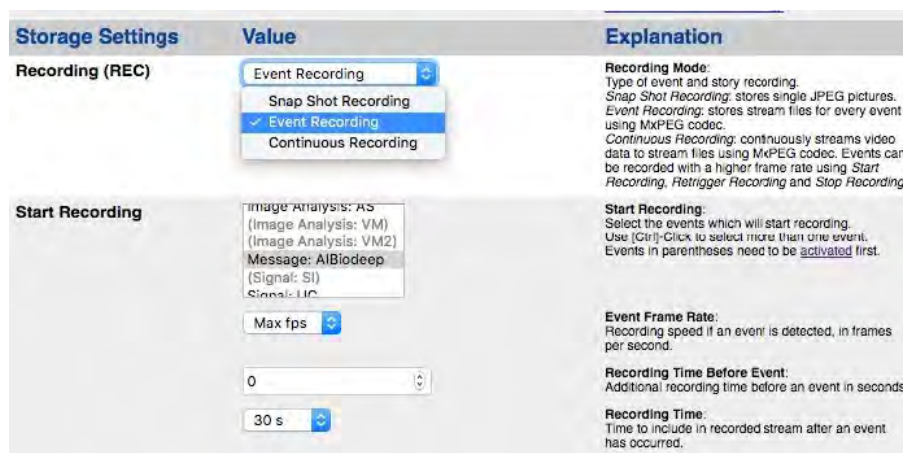 Storage Settings Value Explanation
Recording (REC)
Event Recording
Snap Shot Recording
✓ Event Recording
Continuous Recording
Recording Mode:
Type of event and story recording.
Snap Shot Recording: stores single JPEG pictures.
Event Recording: stores stream files for every event
using MxPEG codec.
Continuous Recording: continuously streams video
data to stream files using MxPEG codec. Events can
be recorded with a higher frame rate using Start
Recording, Retrigger Recording and Stop Recording
Start Recording
Image Analysis: AS
(Image Analysis: VM)
(Image Analysis: VM2)
Message: AIBiodeep
(Signal: SI)
Signal: UC
Start Recording:
Select the events which will start recording.
Use [Ctrl]-Click to select more than one event.
Events in parentheses need to be activated first.
Max fps
Event Frame Rate:
Recording speed if an event is detected, in frames
per second.
0
Recording Time Before Event:
Additional recording time before an event in seconds
30 s
Recording Time:
Time to include in recorded stream after an event
has occurred.